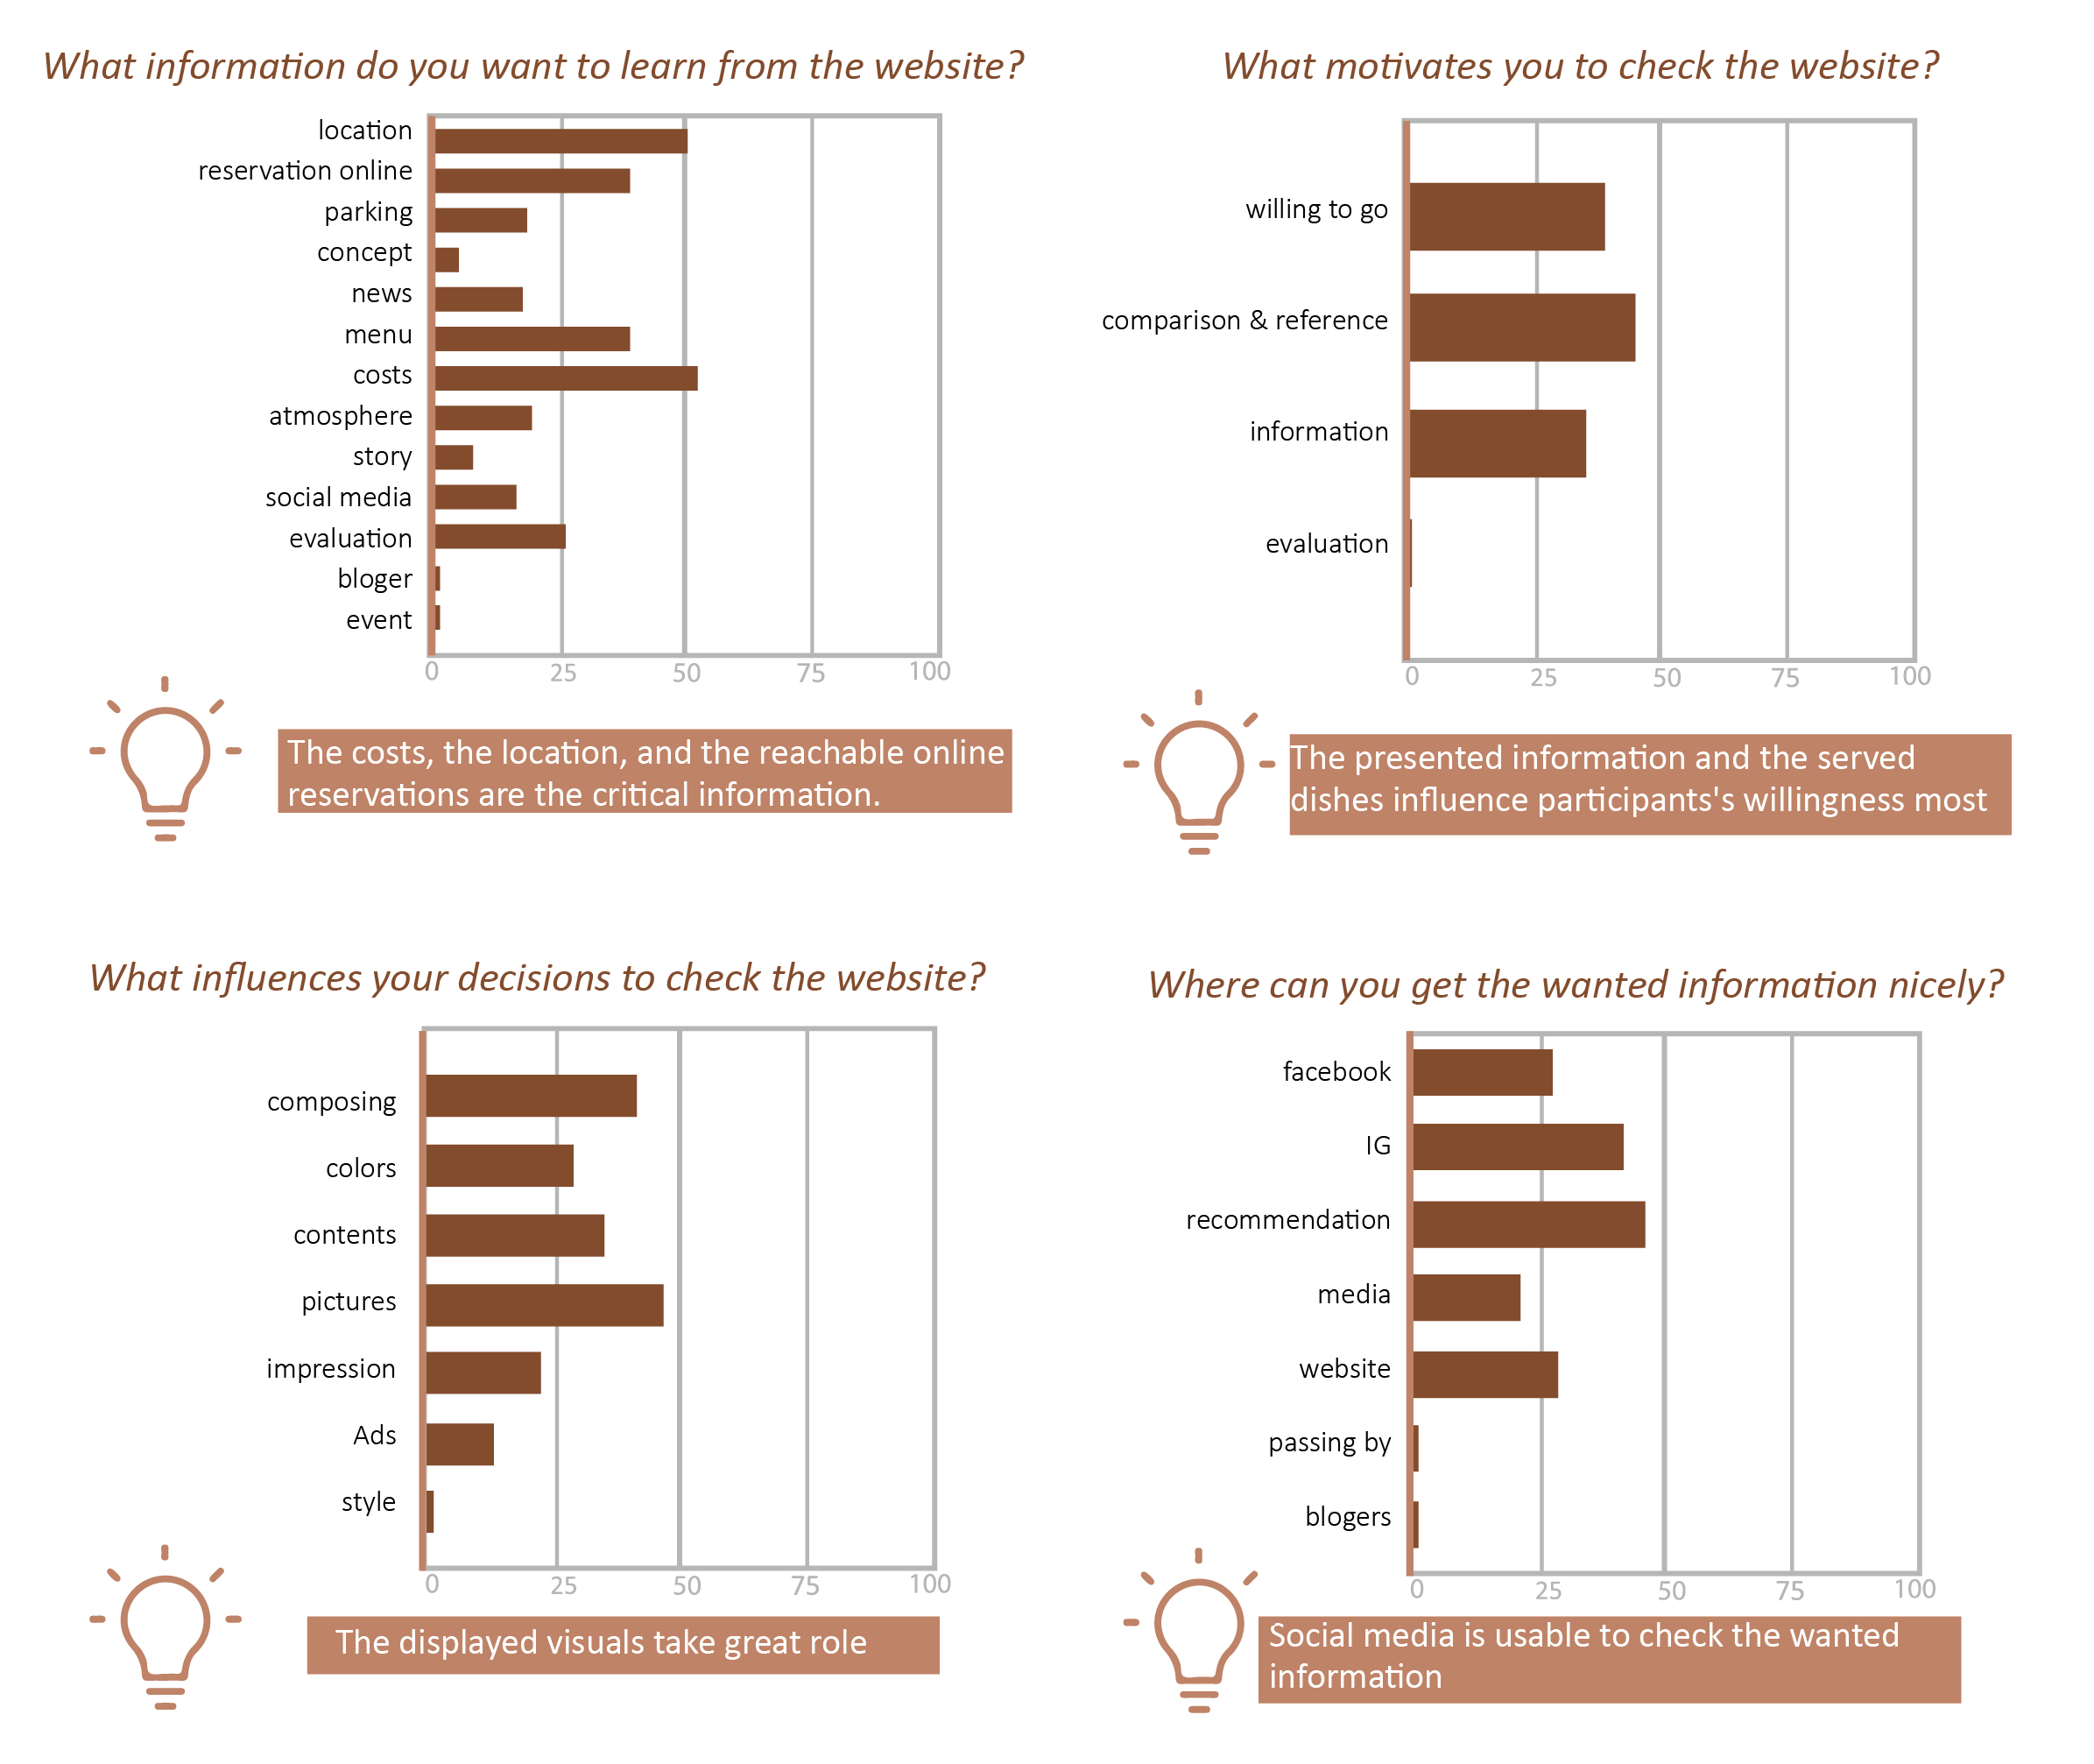 What information do you want to learn from the website?
location
reservation online
parking
concept
news
menu
costs
atmosphere
story
social media
evaluation
bloger
event
0 25 50 75 100
The costs, the location, and the reachable online
reservations are the critical information.
What motivates you to check the website?
willing to go
comparison & reference
information
evaluation
0 25 50 75 100
The presented information and the served
dishes influence participants's willingness most
What influences your decisions to check the website?
composing
colors
contents
pictures
impression
Ads
style
0 25 50 75 100
The displayed visuals take great role
Where can you get the wanted information nicely?
facebook
IG
recommendation
media
website
passing by
blogers
0 25 50 75 100
Social media is usable to check the wanted
information